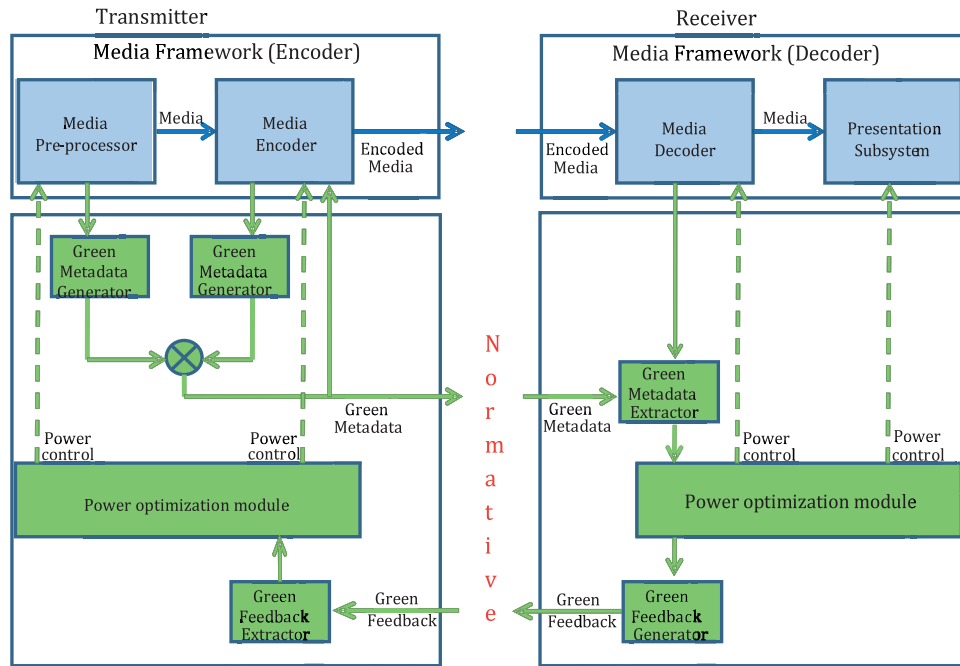 Transmitter
Media Framework (Encoder)
Media
Pre-processor
Media
Media
Encoder
Encoded
Media
Green
Metadata
Generator
Green
Metadata
Generator
Green
Metadata
Power
control
Power
control
Power optimization module
Green
Feedback
Extractor
Green
Feedback
Normative
Receiver
Media Framework (Decoder)
Encoded
Media
Media
Decoder
Media
Presentation
Subsystem
Green
Metadata
Green
Metadata
Extractor
Power
control
Power
control
Power optimization module
Green
Feedback
Green
Feedback
Generator